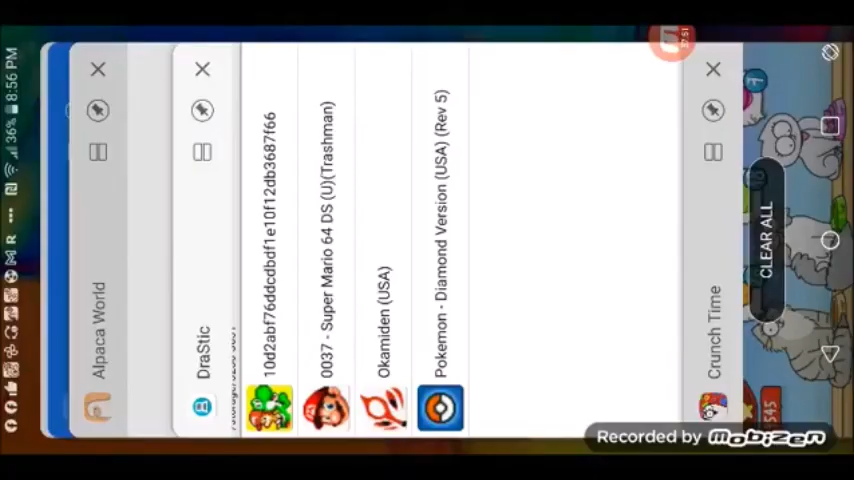 8:56 PM
36%
R
Alpaca World
DraStic
10d2abf76ddcdbdf1e10f12db3687f66
0037 - Super Mario 64 DS (U)(Trashman)
Okamiden (USA)
Pokemon - Diamond Version (USA) (Rev 5)
Crunch Time
CLEAR ALL
545
Recorded by mobizen